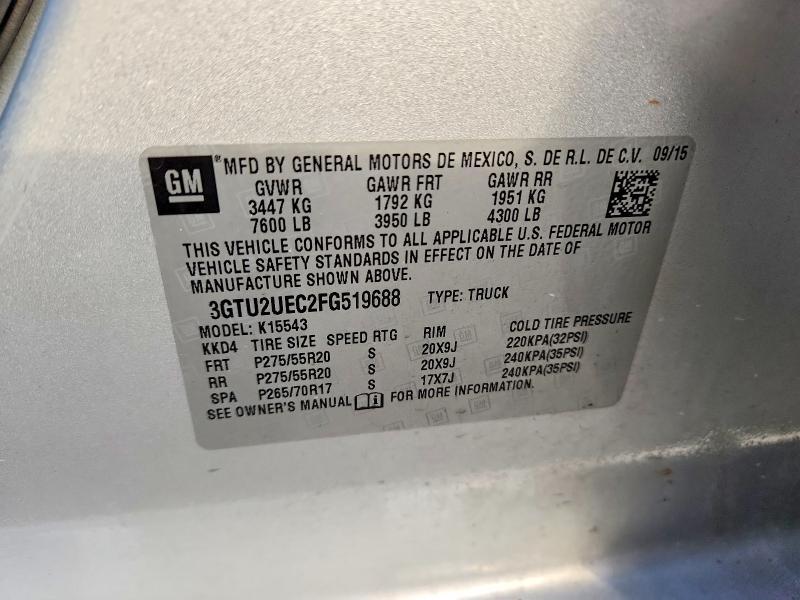 GM ® MFD BY GENERAL MOTORS DE MEXICO, S. DE R.L. DE C.V. 09/15
GVWR GAWR FRT GAWR RR
3447 KG 1792 KG 1951 KG
7600 LB 3950 LB 4300 LB
THIS VEHICLE CONFORMS TO ALL APPLICABLE U.S. FEDERAL MOTOR
VEHICLE SAFETY STANDARDS IN EFFECT ON THE DATE OF
MANUFACTURE SHOWN ABOVE.
3GTU2UEC2FG519688 TYPE: TRUCK
MODEL: K15543
KKD4 TIRE SIZE SPEED RTG RIM COLD TIRE PRESSURE
FRT P275/55R20 S 20X9J 220KPA(32PSI)
RR P275/55R20 S 20X9J 240KPA(35PSI)
SPA P265/70R17 S 17X7J 240KPA(35PSI)
SEE OWNER'S MANUAL FOR MORE INFORMATION.